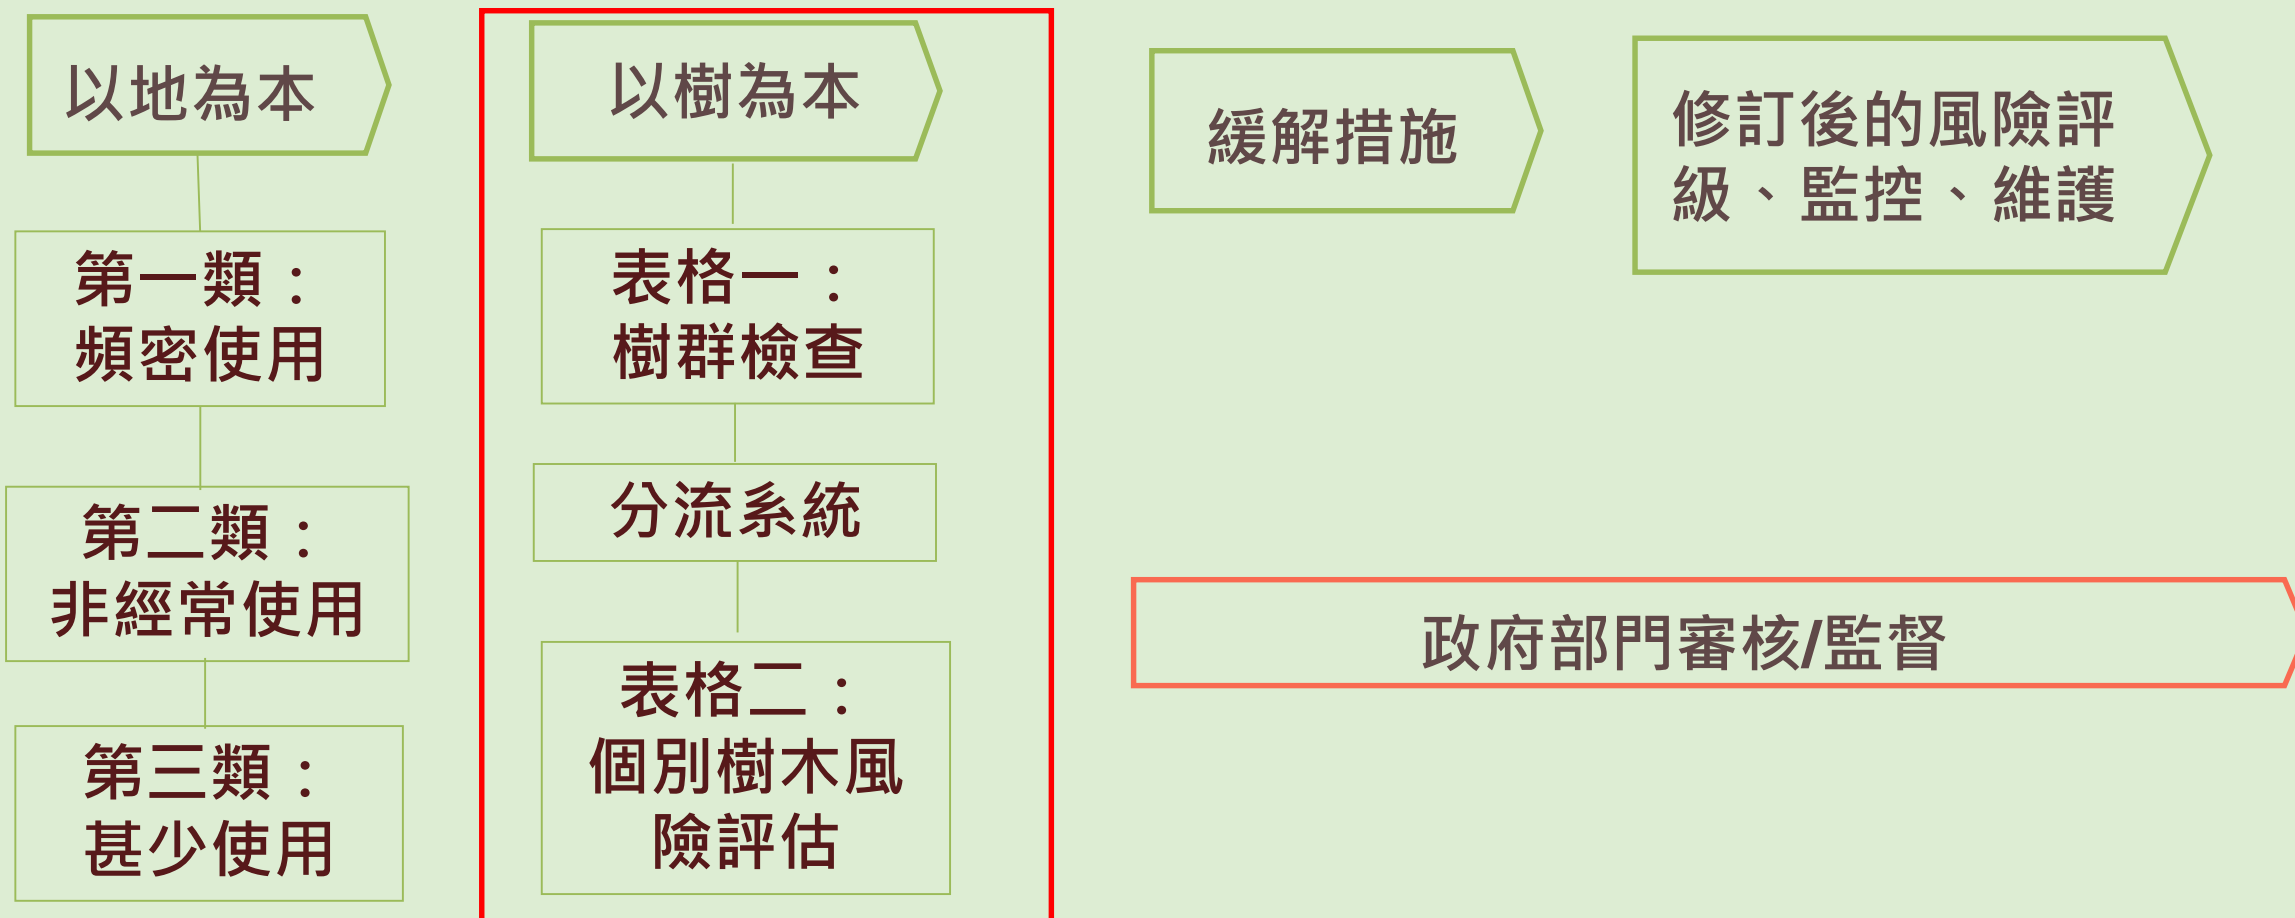 以地為本
第一類：
頻密使用
第二類：
非經常使用
第三類：
甚少使用
以樹為本
表格一：
樹群檢查
分流系統
表格二：
個別樹木風
險評估
緩解措施
修訂後的風險評
級、監控、維護
政府部門審核/監督